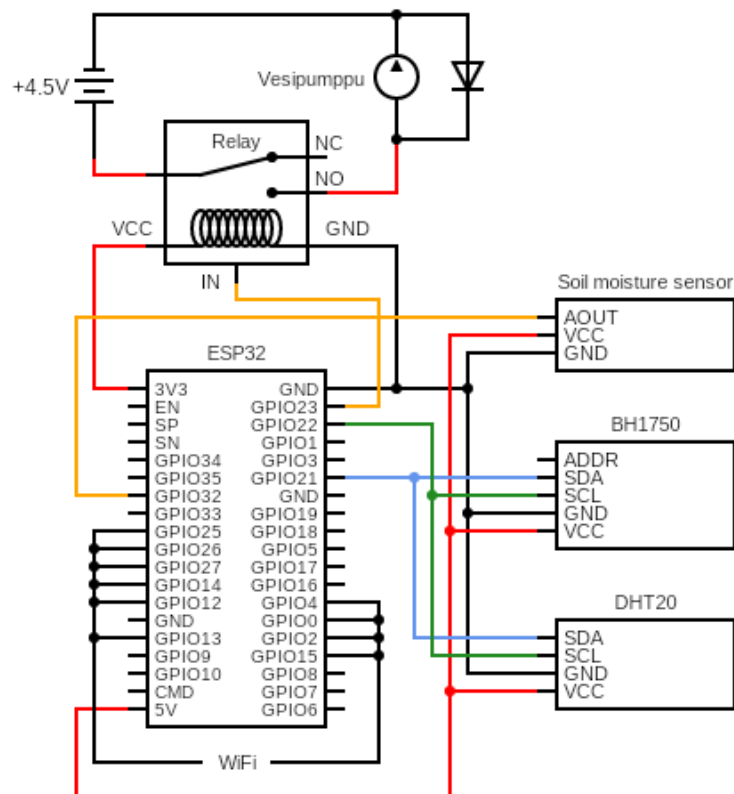 +4.5V
Vesipumppu
Relay
NC
NO
VCC
GND
IN
Soil moisture sensor
AOUT
VCC
GND
ESP32
3V3
EN
SP
SN
GPIO34
GPIO35
GPIO32
GPIO33
GPIO25
GPIO26
GPIO27
GPIO14
GPIO12
GND
GPIO13
GPIO9
GPIO10
CMD
5V
GND
GPIO23
GPIO22
GPIO1
GPIO3
GPIO21
GND
GPIO19
GPIO18
GPIO5
GPIO17
GPIO16
GPIO4
GPIO0
GPIO2
GPIO15
GPIO8
GPIO7
GPIO6
WiFi
BH1750
ADDR
SDA
SCL
GND
VCC
DHT20
SDA
SCL
GND
VCC